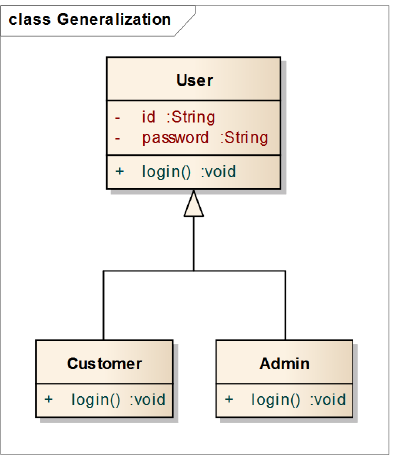 class Generalization
User
- id :String
- password :String
+ login() :void
Customer
+ login() :void
Admin
+ login() :void